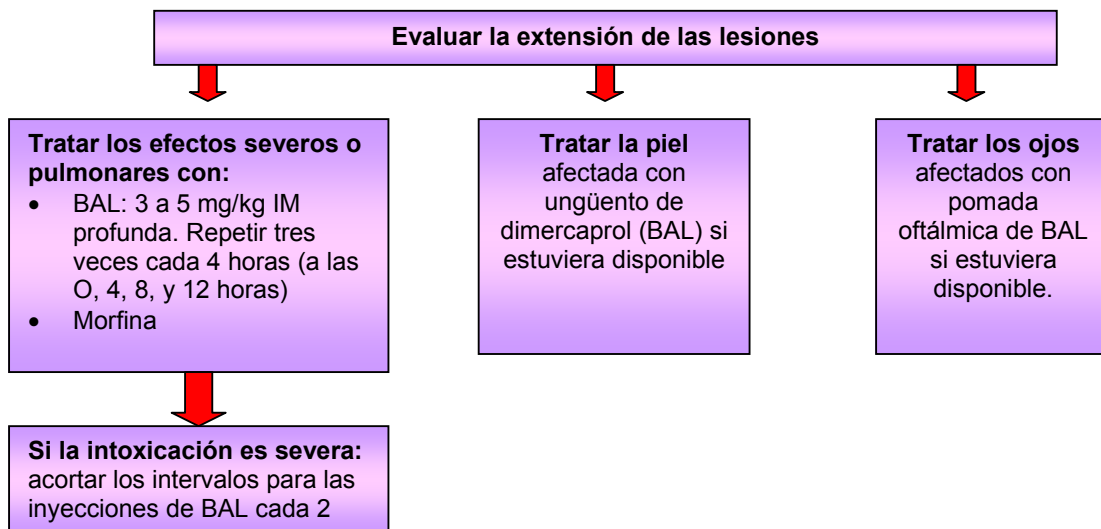 Evaluar la extensión de las lesiones
Tratar los efectos severos o
pulmonares con:
• BAL: 3 a 5 mg/kg IM
profunda. Repetir tres
veces cada 4 horas (a las
O, 4, 8, y 12 horas)
• Morfina
Tratar la piel
afectada con
ungüento de
dimercaprol (BAL) si
estuviera disponible
Tratar los ojos
afectados con
pomada
oftálmica de BAL
si estuviera
disponible.
Si la intoxicación es severa:
acortar los intervalos para las
inyecciones de BAL cada 2